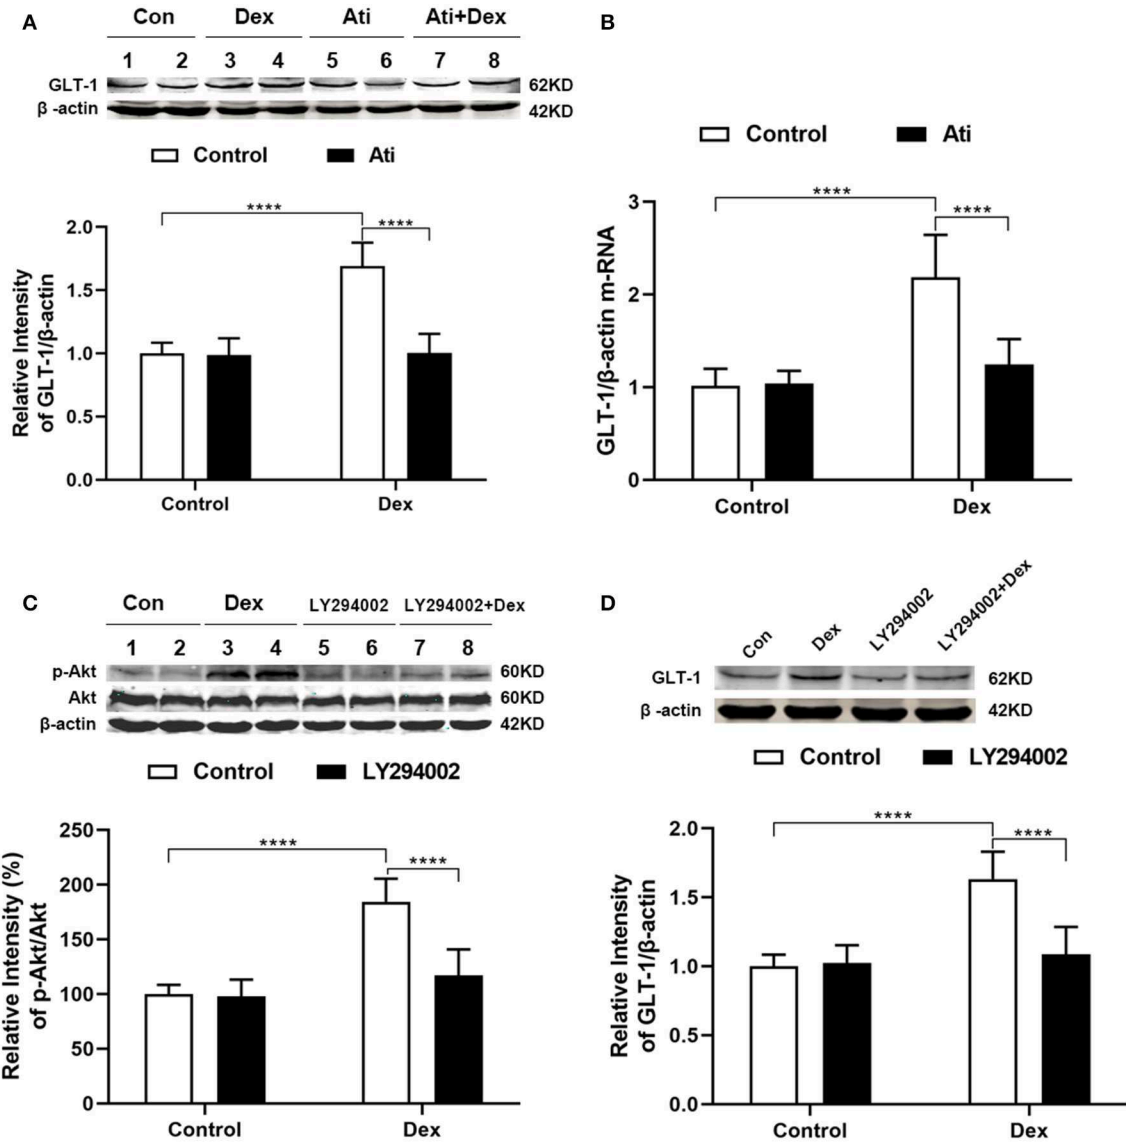 A
Con Dex Ati Ati+Dex
1 2 3 4 5 6 7 8
GLT-1 62KD
β -actin 42KD
Control Ati
****
****
Relative Intensity
of GLT-1/β-actin
2.0
1.5
1.0
0.5
0.0
Control Dex
B
Control Ati
****
****
GLT-1/β-actin m-RNA
3
2
1
0
Control Dex
C
Con Dex LY294002 LY294002+Dex
1 2 3 4 5 6 7 8
p-Akt 60KD
Akt 60KD
β-actin 42KD
Control LY294002
****
****
Relative Intensity (%)
of p-Akt/Akt
250
200
150
100
50
0
Control Dex
D
Con Dex LY294002 LY294002+Dex
GLT-1 62KD
β -actin 42KD
Control LY294002
****
****
Relative Intensity
of GLT-1/β-actin
2.0
1.5
1.0
0.5
0.0
Control Dex